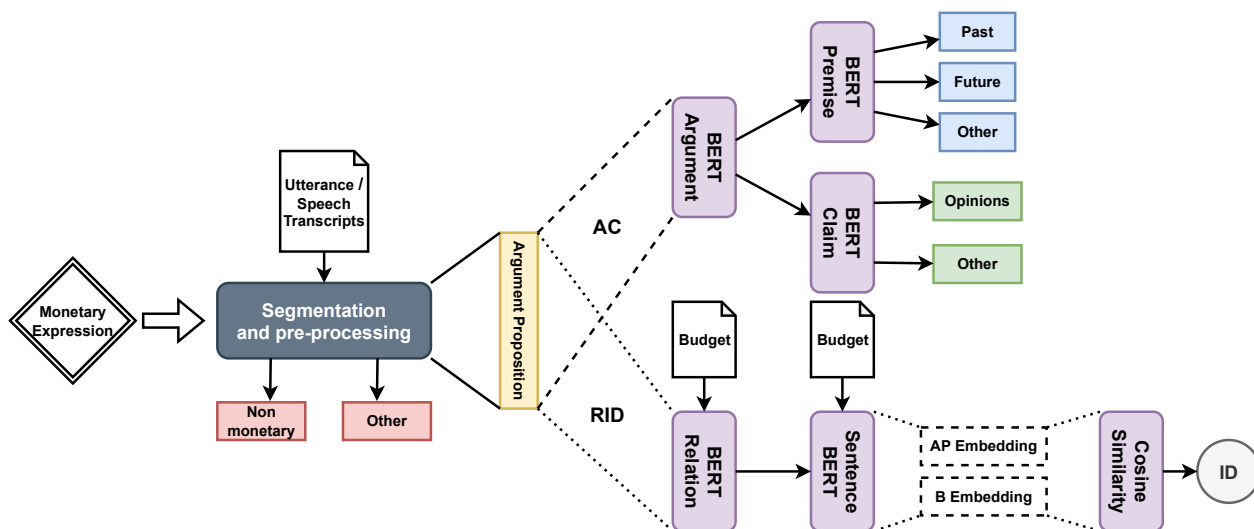 Monetary
Expression
Utterance /
Speech
Transcripts
Segmentation
and pre-processing
Non
monetary
Other
Argument Proposition
AC
RID
BERT
Argument
BERT
Premise
Past
Future
Other
BERT
Claim
Opinions
Other
Budget
Budget
BERT
Relation
Sentence
BERT
AP Embedding
B Embedding
Cosine
Similarity
ID